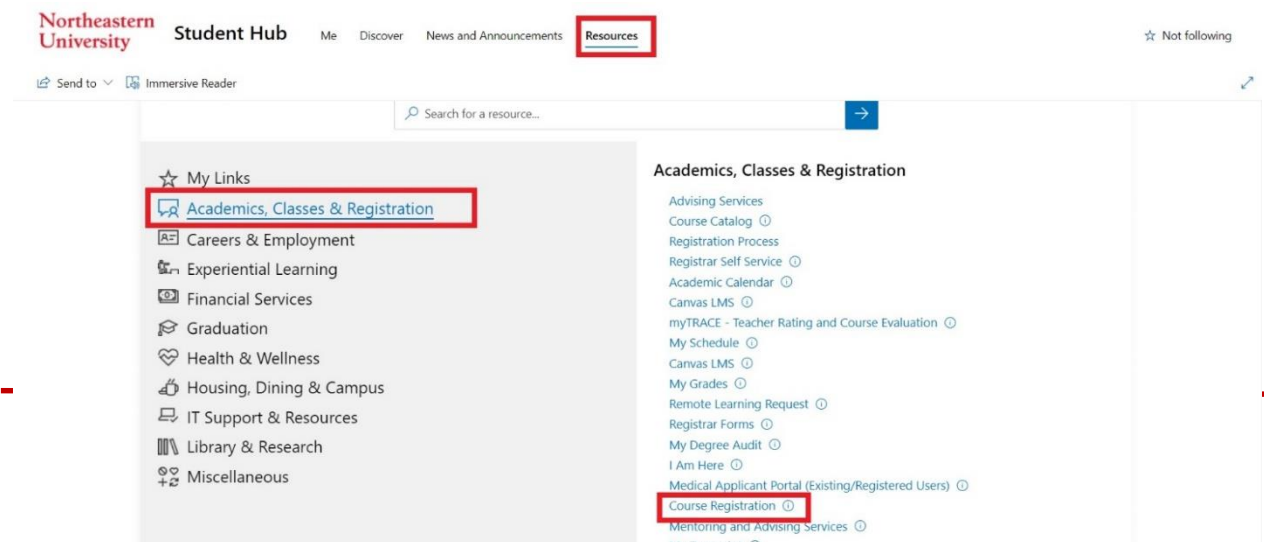 Northeastern
University
Student Hub
Me
Discover
News and Announcements
Resources
Not following
Send to
Immersive Reader
Search for a resource...
My Links
Academics, Classes & Registration
Careers & Employment
Experiential Learning
Financial Services
Graduation
Health & Wellness
Housing, Dining & Campus
IT Support & Resources
Library & Research
Miscellaneous
Academics, Classes & Registration
Advising Services
Course Catalog
Registration Process
Registrar Self Service
Academic Calendar
Canvas LMS
myTRACE - Teacher Rating and Course Evaluation
My Schedule
Canvas LMS
My Grades
Remote Learning Request
Registrar Forms
My Degree Audit
I Am Here
Medical Applicant Portal (Existing/Registered Users)
Course Registration
Mentoring and Advising Services